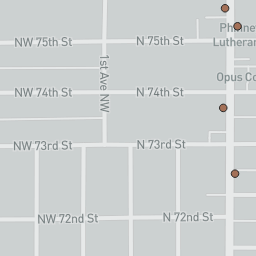 Phinne
NW 75th St
N 75th St
Lutheran
1st Ave NW
Opus Co
NW 74th St
N 74th St
NW 73rd St
N 73rd St
NW 72nd St
N 72nd St